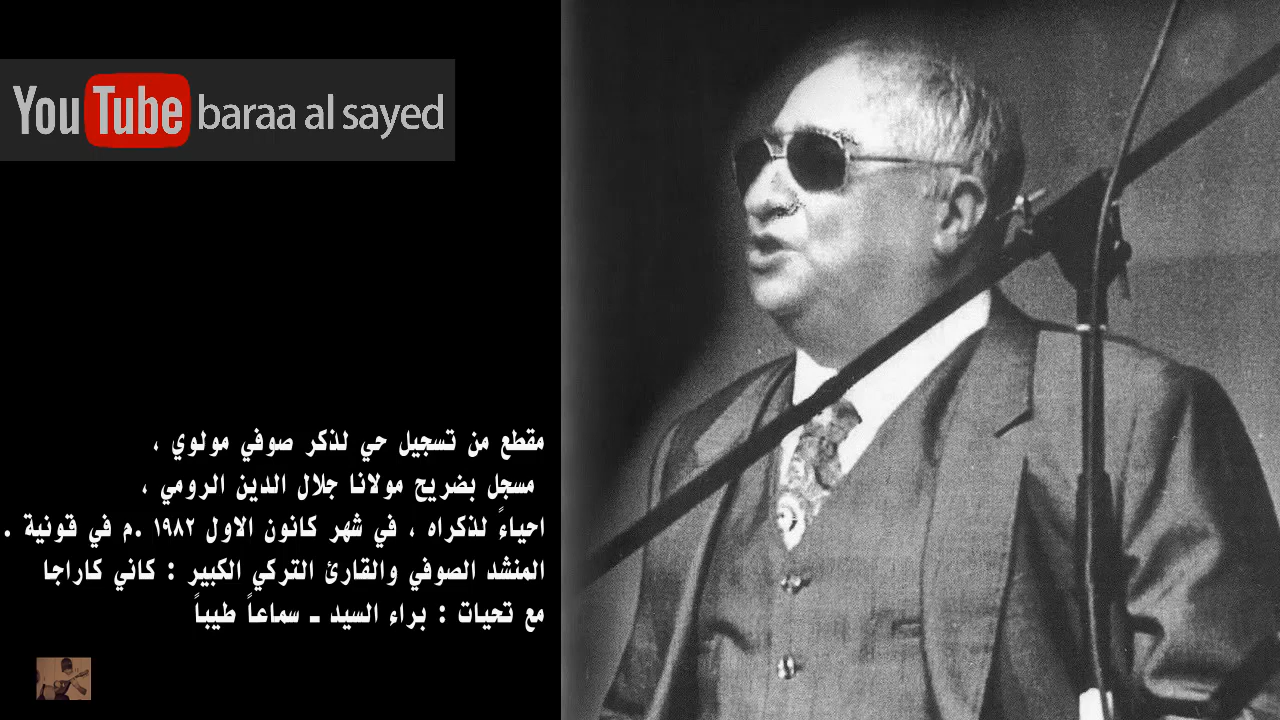 YouTube baraa al sayed
مقطع من تسجيل حي لذكر صوفي مولوي ،
مسجل بضريح مولانا جلال الدين الرومي ،
احياءً لذكراه ، في شهر كانون الاول ١٩٨٢ .م في قونية .
المنشد الصوفي والقارئ التركي الكبير : كاني كاراجا
مع تحيات : براء السيد ـ سماعاً طيباً